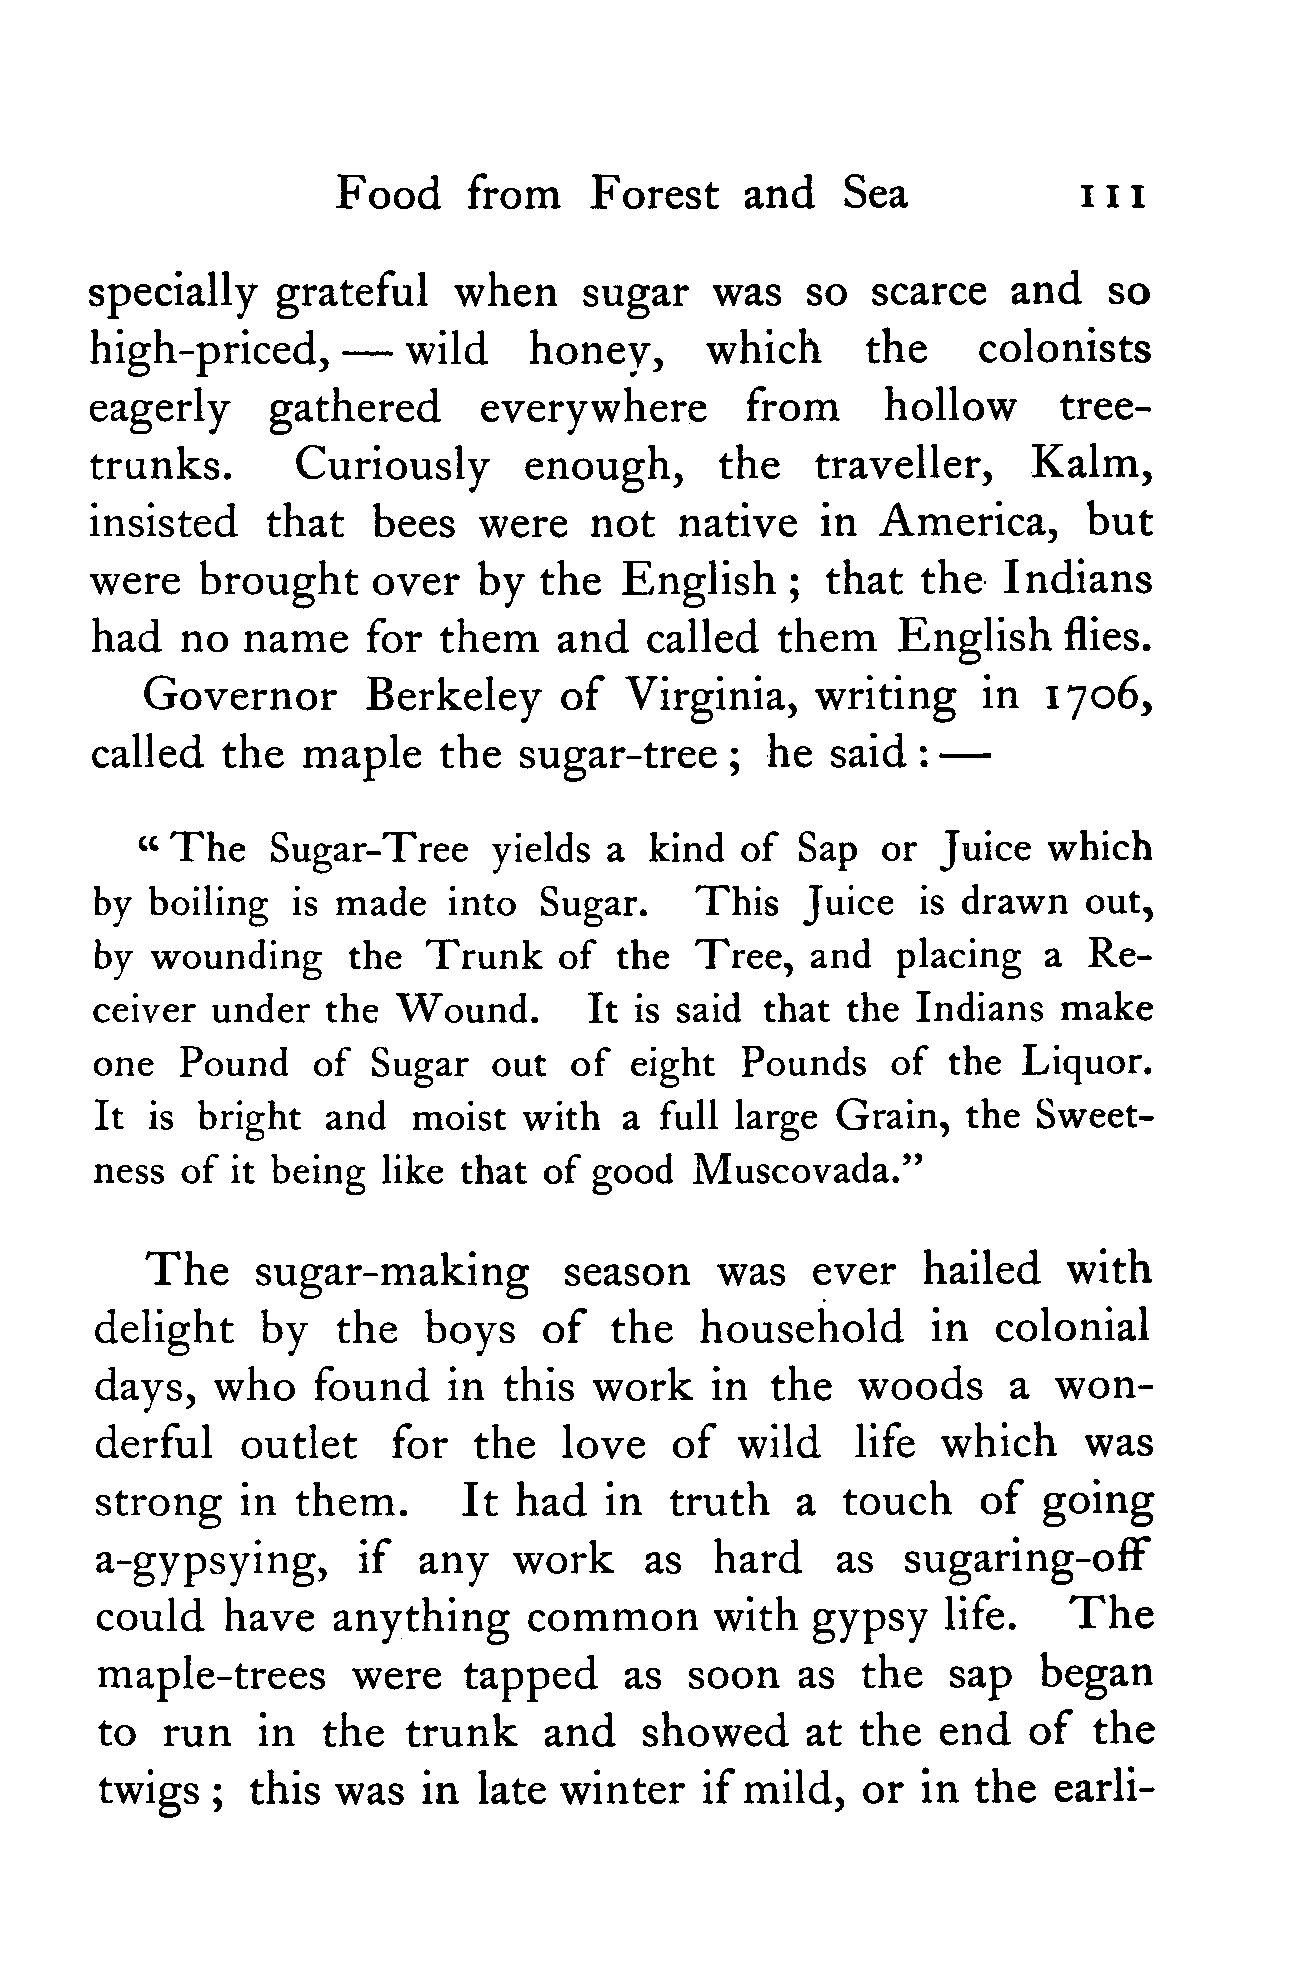 Food from Forest and Sea 111
specially grateful when sugar was so scarce and so
high-priced, — wild honey, which the colonists
eagerly gathered everywhere from hollow tree-
trunks. Curiously enough, the traveller, Kalm,
insisted that bees were not native in America, but
were brought over by the English ; that the Indians
had no name for them and called them English flies.
Governor Berkeley of Virginia, writing in 1706,
called the maple the sugar-tree ; he said : —
“ The Sugar-Tree yields a kind of Sap or Juice which
by boiling is made into Sugar. This Juice is drawn out,
by wounding the Trunk of the Tree, and placing a Re-
ceiver under the Wound. It is said that the Indians make
one Pound of Sugar out of eight Pounds of the Liquor.
It is bright and moist with a full large Grain, the Sweet-
ness of it being like that of good Muscovada.”
The sugar-making season was ever hailed with
delight by the boys of the household in colonial
days, who found in this work in the woods a won-
derful outlet for the love of wild life which was
strong in them. It had in truth a touch of going
a-gypsying, if any work as hard as sugaring-off
could have anything common with gypsy life. The
maple-trees were tapped as soon as the sap began
to run in the trunk and showed at the end of the
twigs ; this was in late winter if mild, or in the earli-